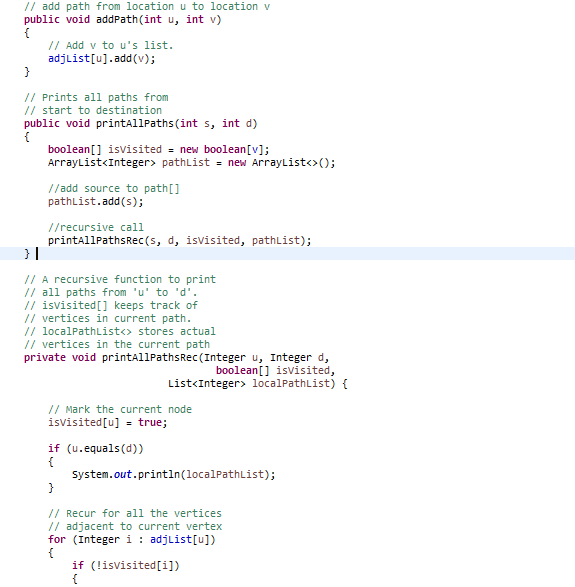 // add path from location u to location v
public void addPath(int u, int v)
{
// Add v to u's list.
adjList[u].add(v);
}
// Prints all paths from
// start to destination
public void printAllPaths(int s, int d)
{
boolean[] isVisited = new boolean[v];
ArrayList<Integer> pathList = new ArrayList<>();
//add source to path[]
pathList.add(s);
//recursive call
printAllPathsRec(s, d, isVisited, pathList);
}
// A recursive function to print
// all paths from 'u' to 'd'.
// isVisited[] keeps track of
// vertices in current path.
// localPathList<> stores actual
// vertices in the current path
private void printAllPathsRec(Integer u, Integer d,
boolean[] isVisited,
List<Integer> localPathList) {
// Mark the current node
isVisited[u] = true;
if (u.equals(d))
{
System.out.println(localPathList);
}
// Recur for all the vertices
// adjacent to current vertex
for (Integer i : adjList[u])
{
if (!isVisited[i])
{